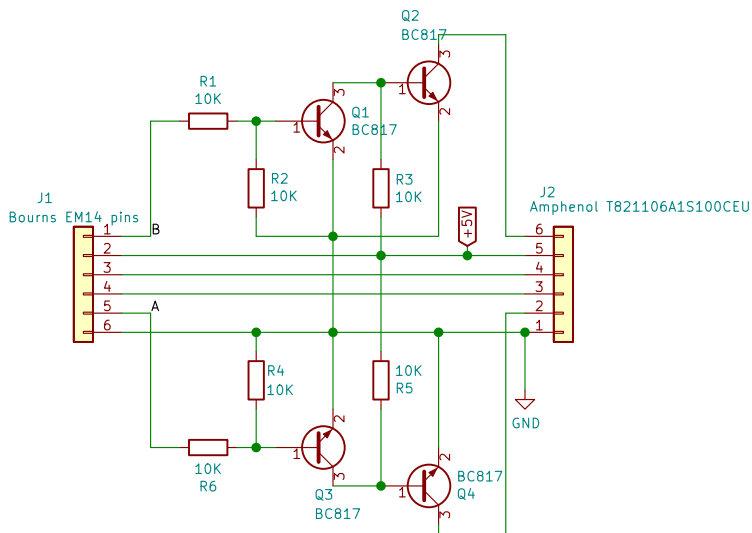 Q2
BC817
3
1
2
R1
10K
Q1
BC817
3
1
2
R2
10K
R3
10K
J1
Bourns EM14 pins
J2
Amphenol T821106A1S100CEU
+5V
B
1
2
3
4
5
6
A
6
5
4
3
2
1
R4
10K
10K
R5
GND
10K
R6
1
2
3
Q3
BC817
BC817
Q4
1
2
3